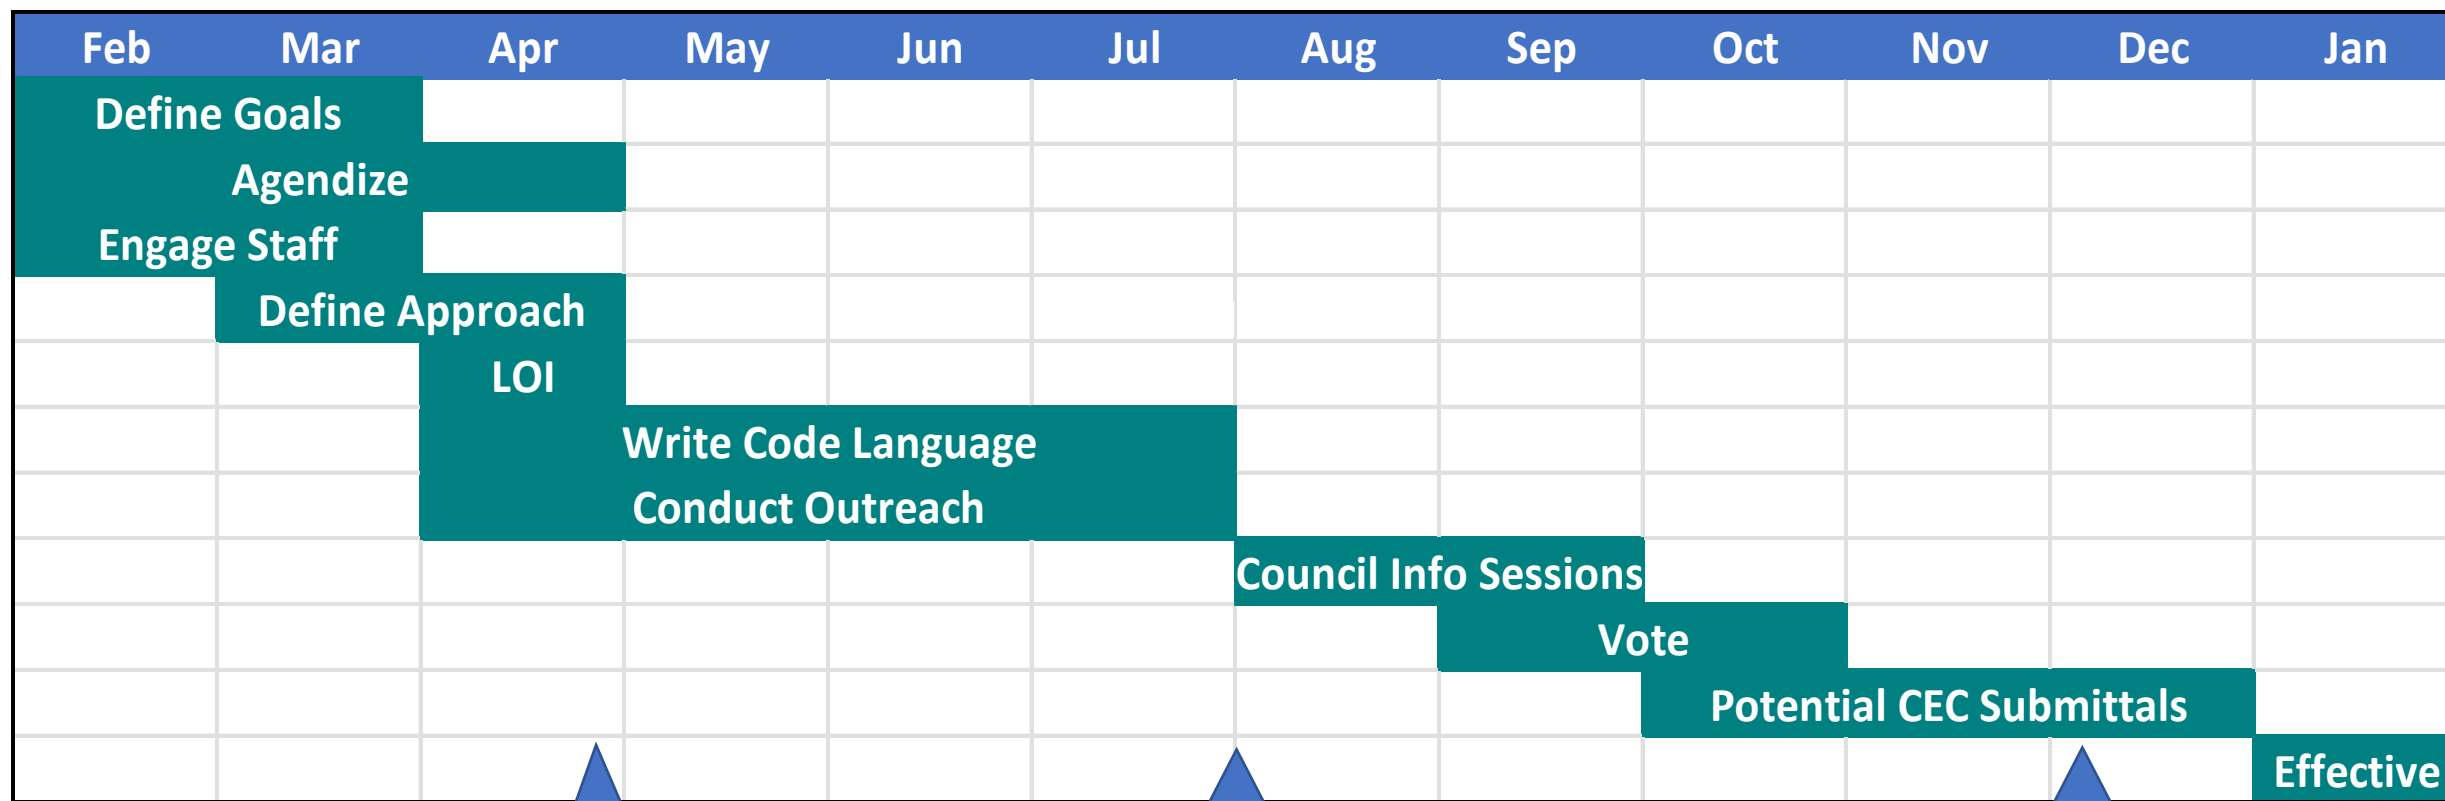 Feb Mar Apr May Jun Jul Aug Sep Oct Nov Dec Jan
Define Goals
Agendize
Engage Staff
Define Approach
LOI
Write Code Language
Conduct Outreach
Council Info Sessions
Vote
Potential CEC Submittals
Effective